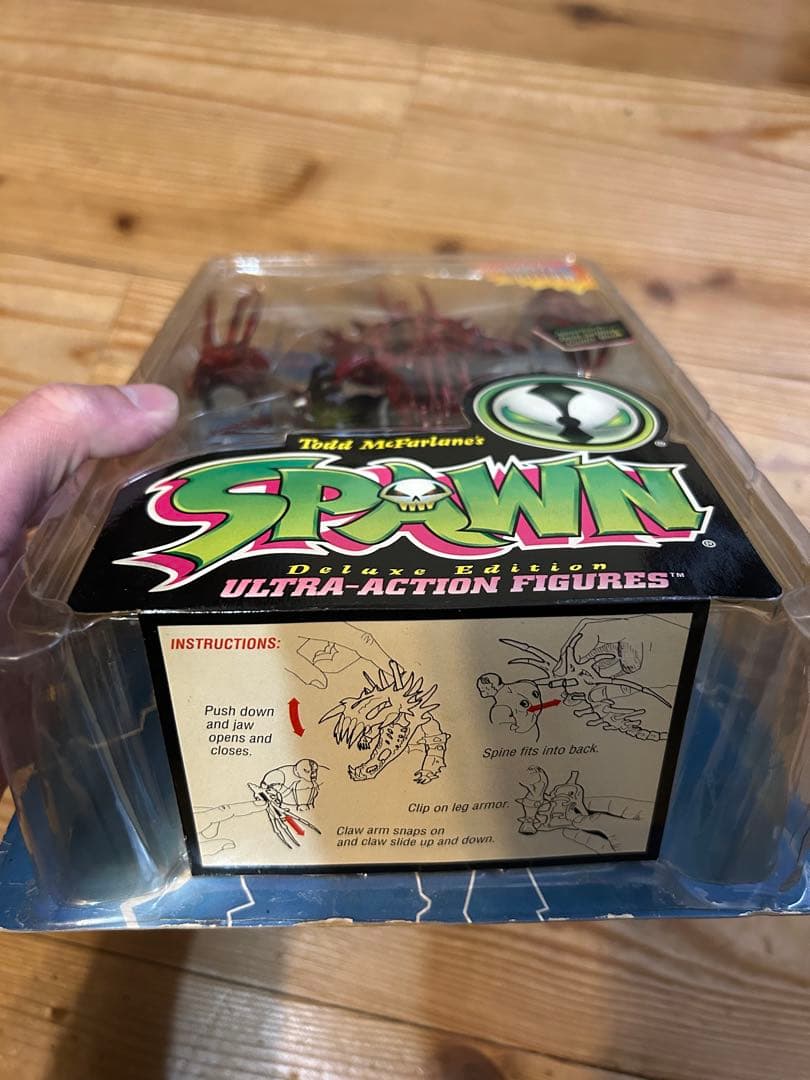 Todd McFarlane's
SPAWN®
Deluxe Edition
ULTRA-ACTION FIGURES™
INSTRUCTIONS:
Push down
and jaw
opens and
closes.
Spine fits into back.
Clip on leg armor.
Claw arm snaps on
and claw slide up and down.